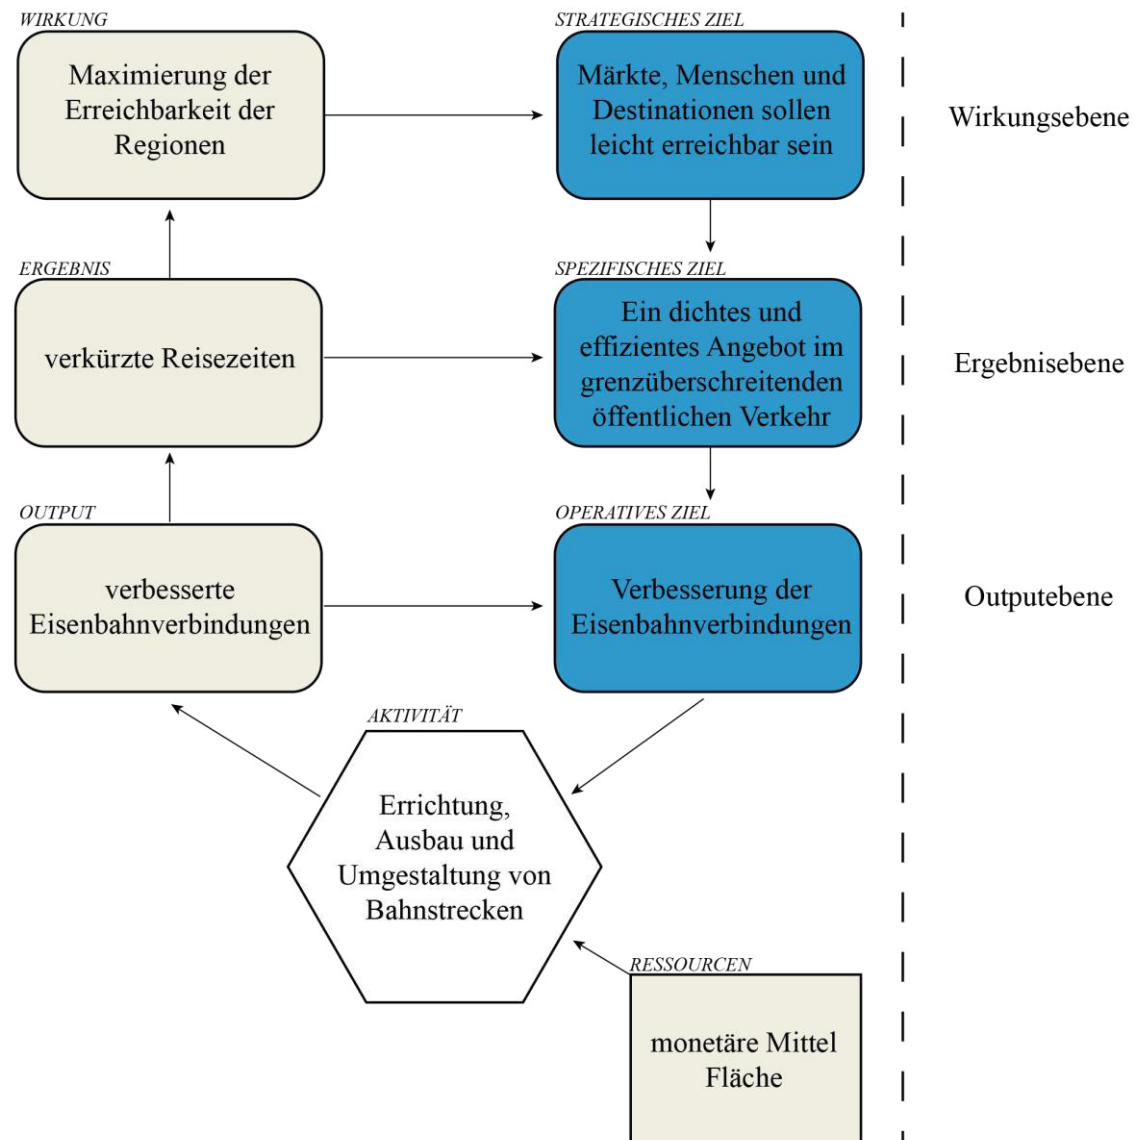 WIRKUNG
Maximierung der
Erreichbarkeit der
Regionen
STRATEGISCHES ZIEL
Märkte, Menschen und
Destinationen sollen
leicht erreichbar sein
Wirkungsebene
ERGEBNIS
verkürzte Reisezeiten
SPEZIFISCHES ZIEL
Ein dichtes und
effizientes Angebot im
grenzüberschreitenden
öffentlichen Verkehr
Ergebnisebene
OUTPUT
verbesserte
Eisenbahnverbindungen
OPERATIVES ZIEL
Verbesserung der
Eisenbahnverbindungen
Outputebene
AKTIVITÄT
Errichtung,
Ausbau und
Umgestaltung von
Bahnstrecken
RESSOURCEN
monetäre Mittel
Fläche